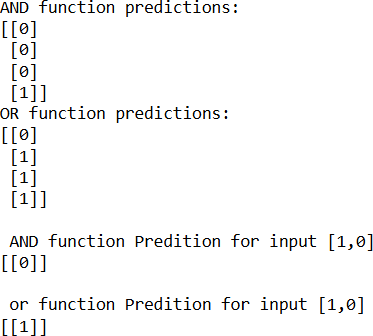 AND function predictions:
[[0]
 [0]
 [0]
 [1]]
OR function predictions:
[[0]
 [1]
 [1]
 [1]]
 AND function Predition for input [1,0]
[[0]]
 or function Predition for input [1,0]
[[1]]